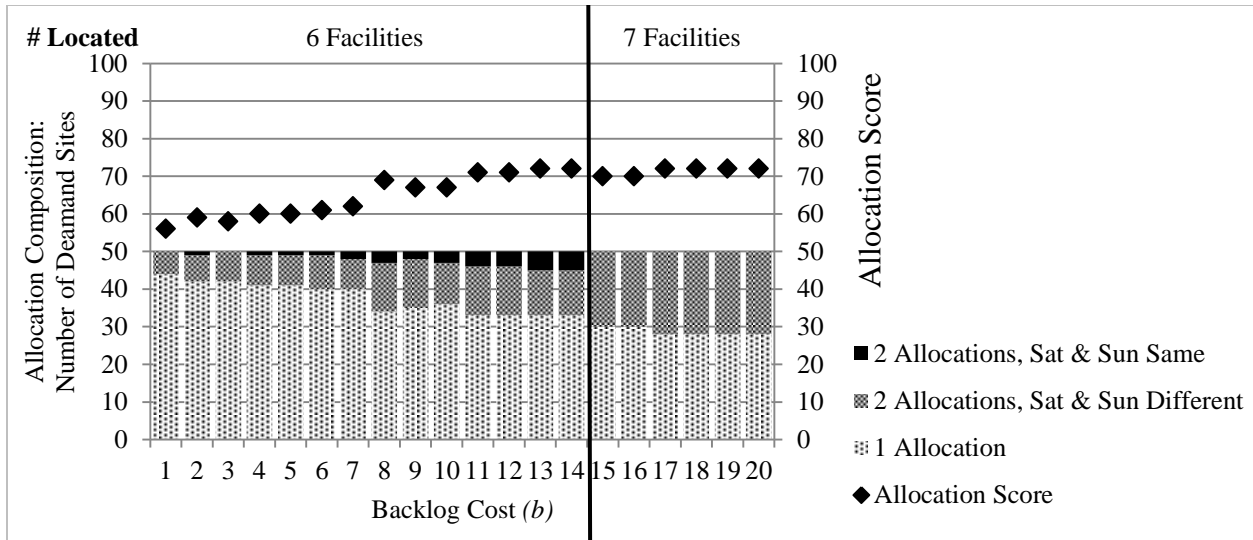 # Located 6 Facilities 7 Facilities
100 100
90 90
80 80
70 70
60 60
50 50
40 40
30 30
20 20
10 10
0 0
Allocation Composition:
Number of Deamand Sites
Allocation Score
1 2 3 4 5 6 7 8 9 10 11 12 13 14 15 16 17 18 19 20
Backlog Cost (b)
2 Allocations, Sat & Sun Same
2 Allocations, Sat & Sun Different
1 Allocation
Allocation Score